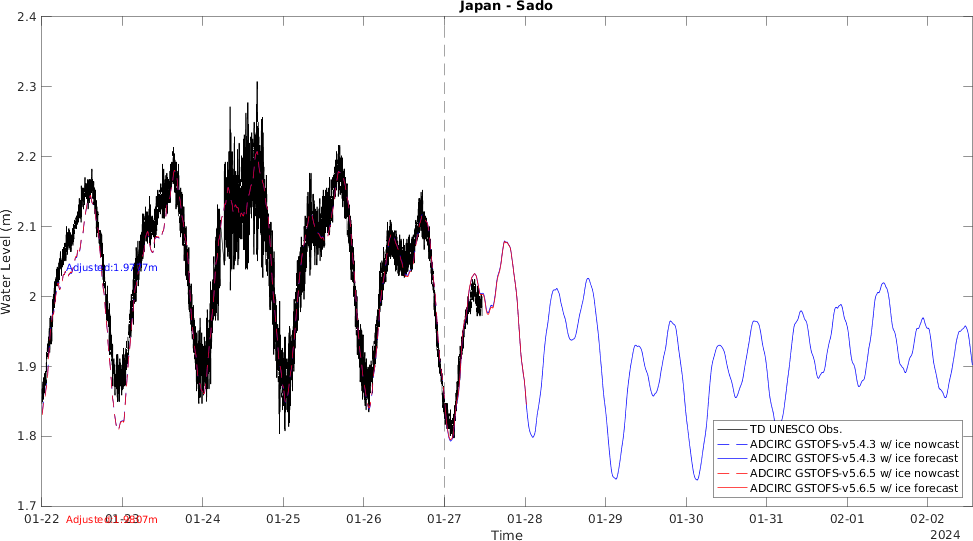 Japan - Sado
2.4
2.3
2.2
2.1
2
1.9
1.8
1.7
Water Level (m)
TD UNESCO Obs.
ADCIRC GSTOFS-v5.4.3 w/ ice nowcast
ADCIRC GSTOFS-v5.4.3 w/ ice forecast
ADCIRC GSTOFS-v5.6.5 w/ ice nowcast
ADCIRC GSTOFS-v5.6.5 w/ ice forecast
01-22 01-23 01-24 01-25 01-26 01-27 01-28 01-29 01-30 01-31 02-01 02-02
Time
2024